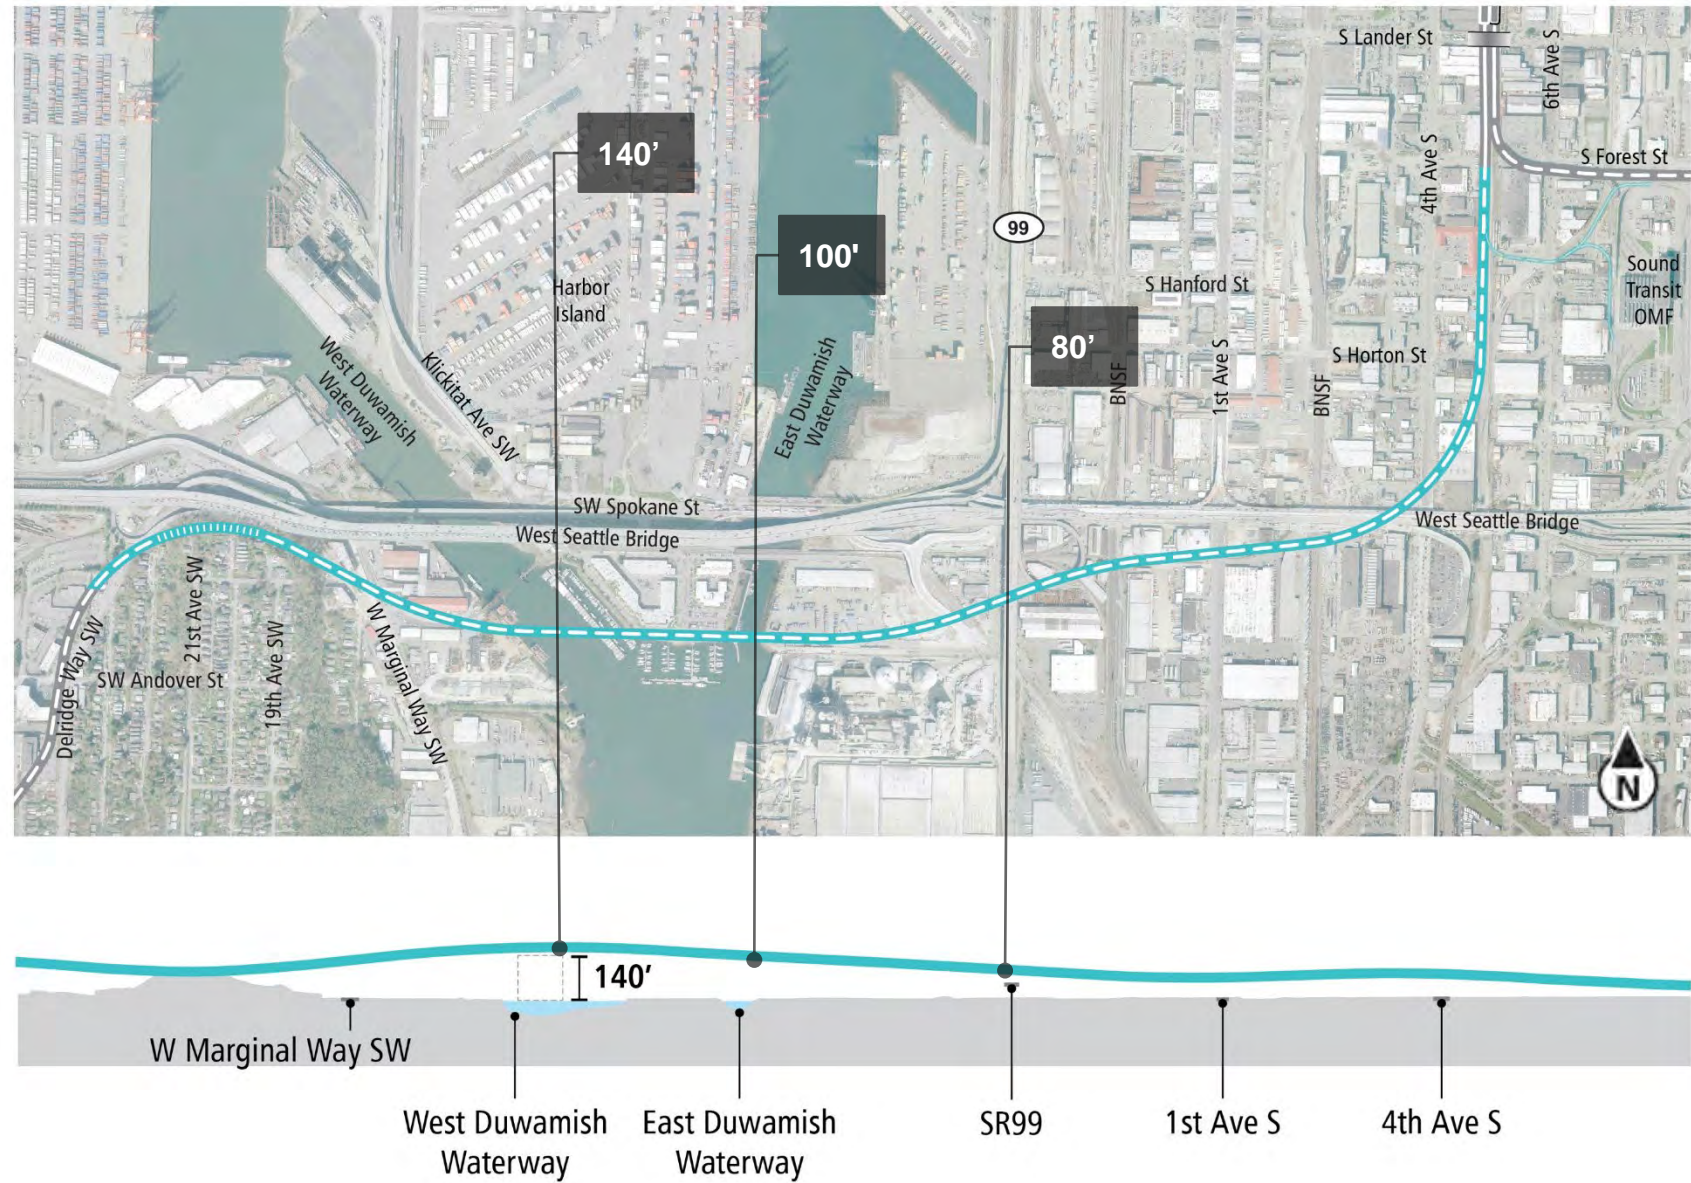 S Lander St
6th Ave S
4th Ave S
S Forest St
140’
99
100'
Harbor
Island
S Hanford St
Sound
Transit
OMF
80’
West Duwamish
Waterway
Klickitat Ave SW
East Duwamish
Waterway
BNSF
1st Ave S
BNSF
S Horton St
SW Spokane St
West Seattle Bridge
West Seattle Bridge
Delridge Way SW
21st Ave SW
SW Andover St
19th Ave SW
W Marginal Way SW
N
140’
W Marginal Way SW
West Duwamish
Waterway
East Duwamish
Waterway
SR99
1st Ave S
4th Ave S